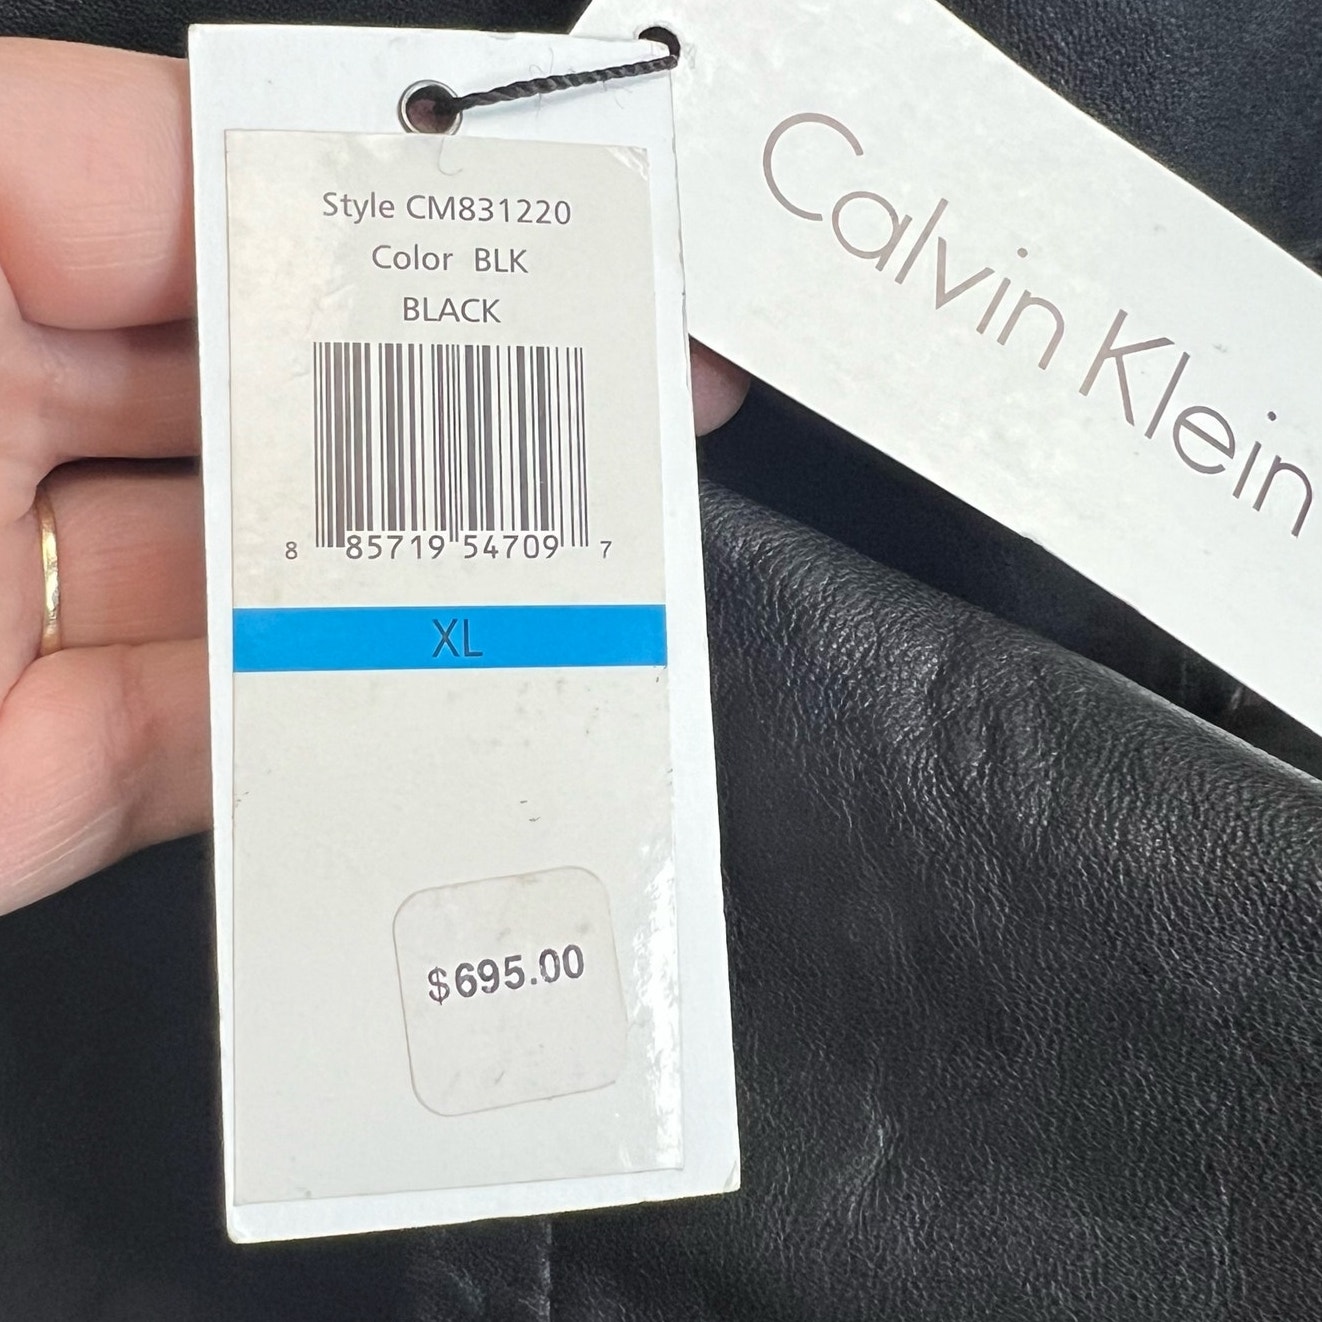 Style CM831220
Color BLK
BLACK
8 85719 54709 7
XL
$695.00
Calvin Klein